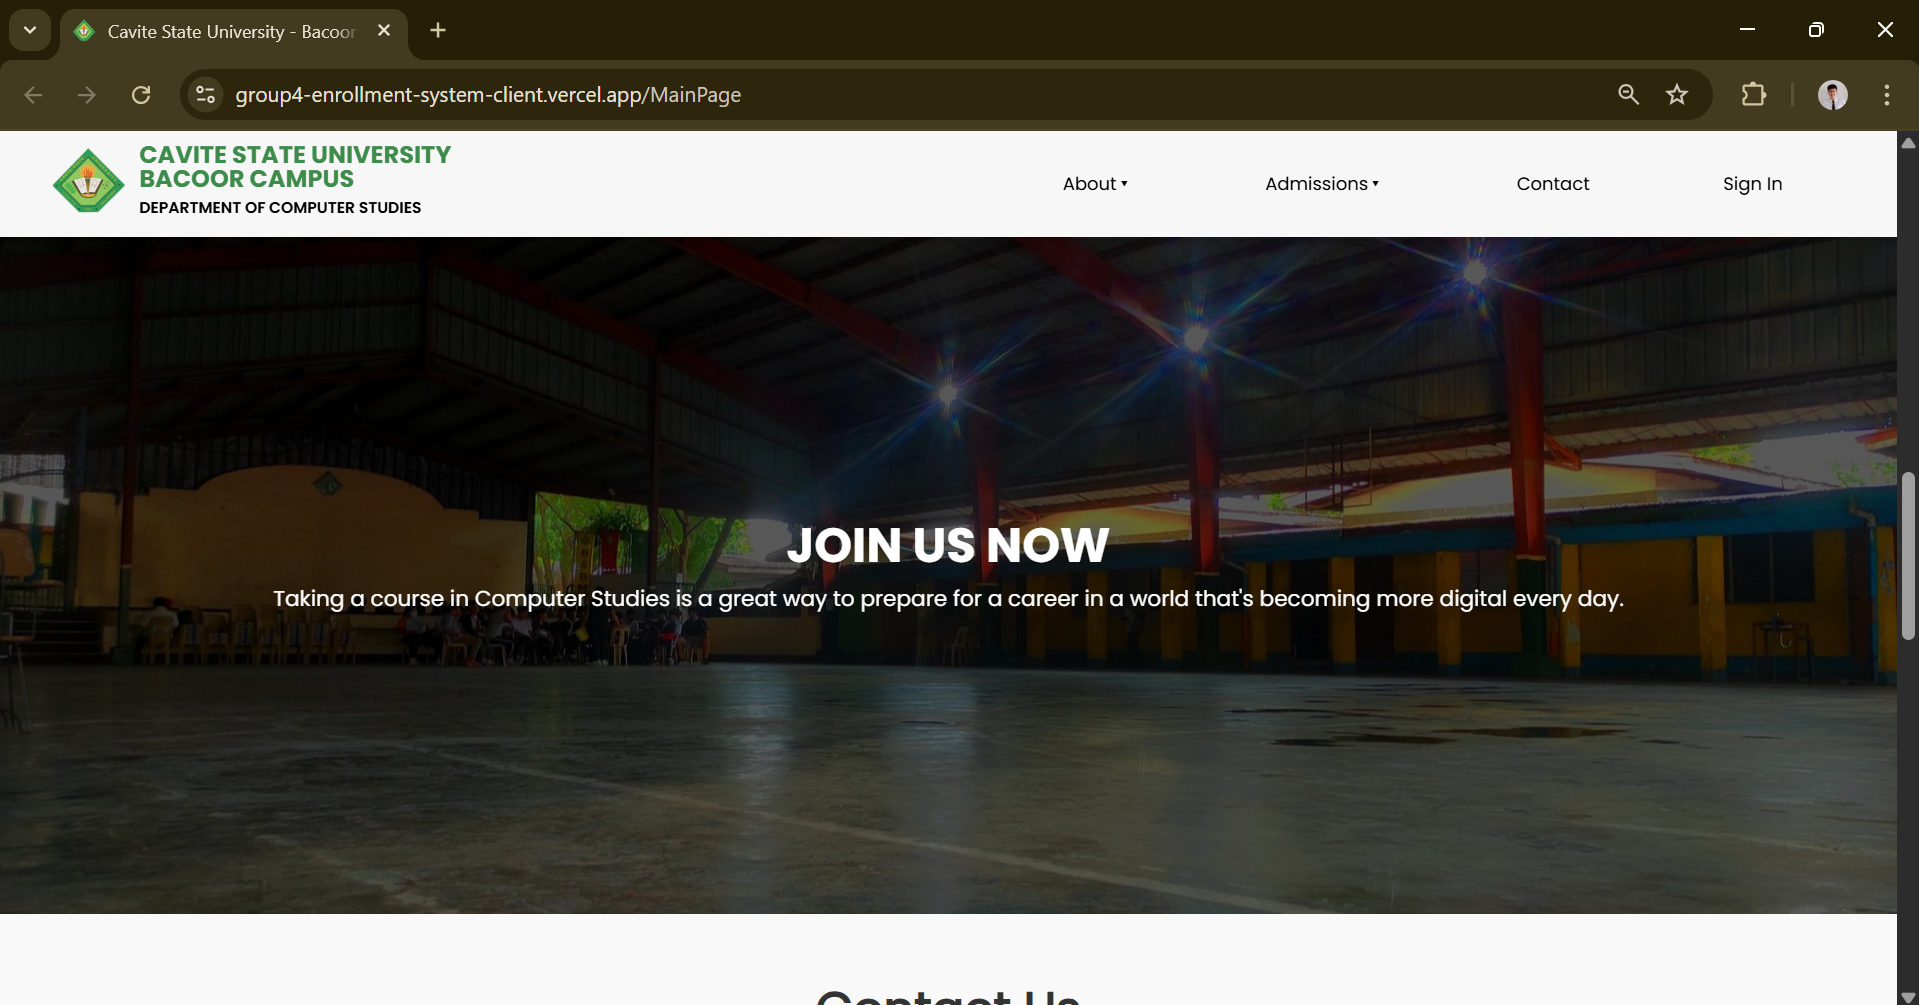 Cavite State University - Bacoor
group4-enrollment-system-client.vercel.app/MainPage
CAVITE STATE UNIVERSITY
BACOOR CAMPUS
DEPARTMENT OF COMPUTER STUDIES
About ▾
Admissions ▾
Contact
Sign In
JOIN US NOW
Taking a course in Computer Studies is a great way to prepare for a career in a world that's becoming more digital every day.
Contact Us